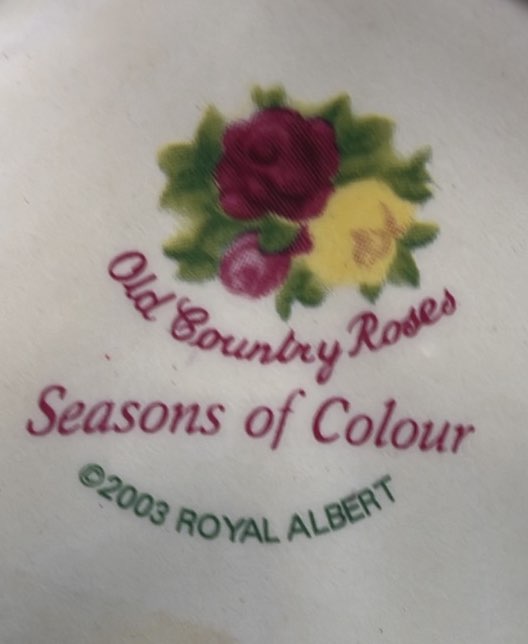 Old Country Roses
Seasons of Colour
©2003 ROYAL ALBERT